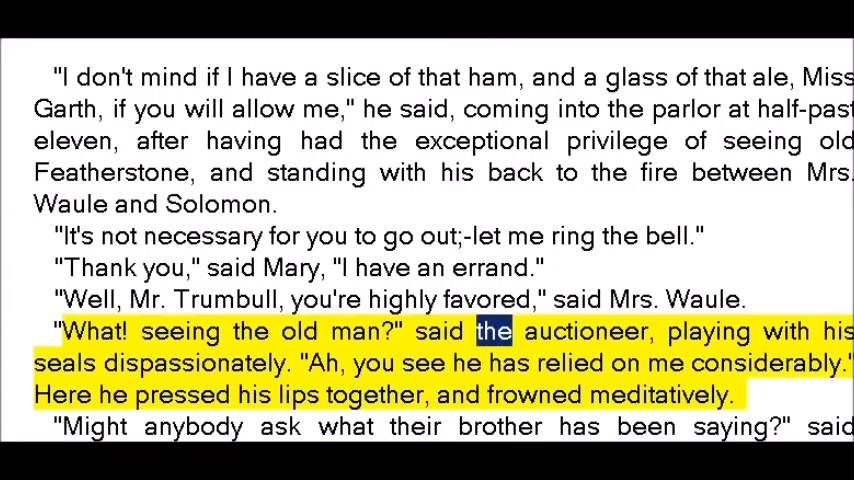 "I don't mind if I have a slice of that ham, and a glass of that ale, Miss
Garth, if you will allow me," he said, coming into the parlor at half-past
eleven, after having had the exceptional privilege of seeing old
Featherstone, and standing with his back to the fire between Mrs.
Waule and Solomon.
"It's not necessary for you to go out;-let me ring the bell."
"Thank you," said Mary, "I have an errand."
"Well, Mr. Trumbull, you're highly favored," said Mrs. Waule.
"What! seeing the old man?" said the auctioneer, playing with his
seals dispassionately. "Ah, you see he has relied on me considerably."
Here he pressed his lips together, and frowned meditatively.
"Might anybody ask what their brother has been saying?" said